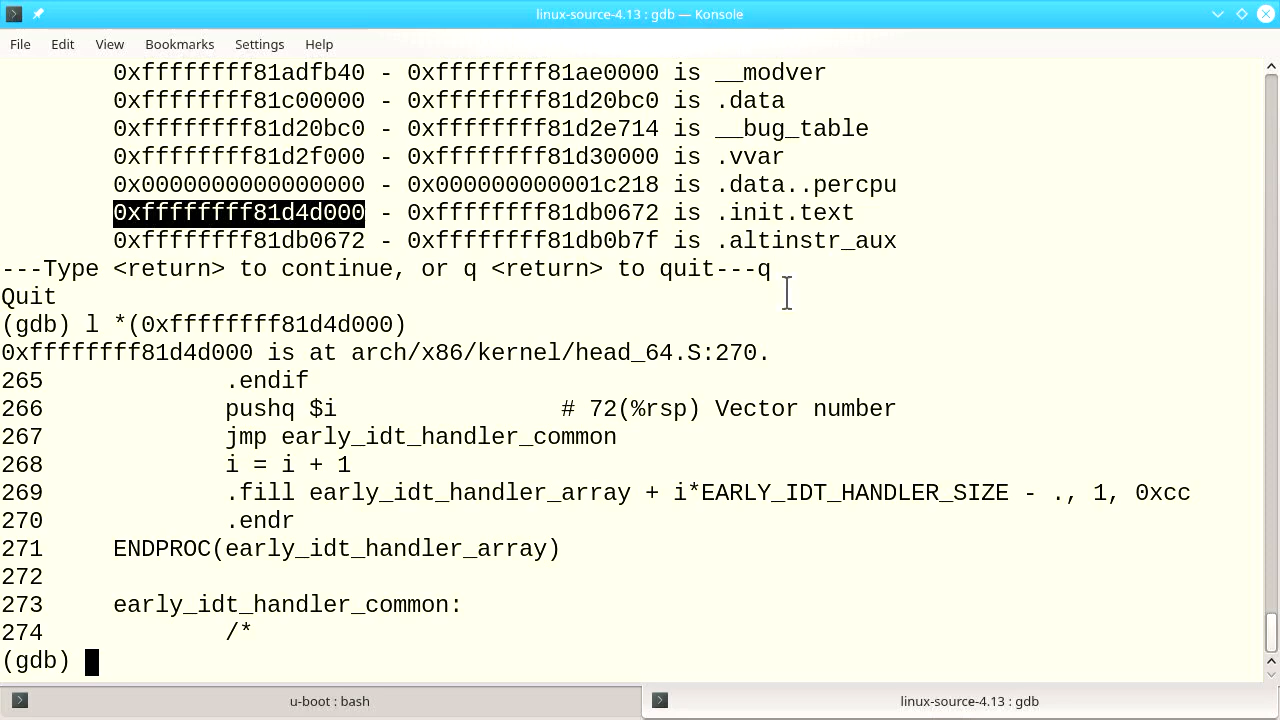 linux-source-4.13 : gdb — Konsole
File Edit View Bookmarks Settings Help
0xffffffff81adfb40 - 0xffffffff81ae0000 is __modver
0xffffffff81c00000 - 0xffffffff81d20bc0 is .data
0xffffffff81d20bc0 - 0xffffffff81d2e714 is __bug_table
0xffffffff81d2f000 - 0xffffffff81d30000 is .vvar
0x0000000000000000 - 0x000000000001c218 is .data..percpu
0xffffffff81d4d000 - 0xffffffff81db0672 is .init.text
0xffffffff81db0672 - 0xffffffff81db0b7f is .altinstr_aux
---Type <return> to continue, or q <return> to quit---q
Quit
(gdb) l *(0xffffffff81d4d000)
0xffffffff81d4d000 is at arch/x86/kernel/head_64.S:270.
265 .endif
266 pushq $i # 72(%rsp) Vector number
267 jmp early_idt_handler_common
268 i = i + 1
269 .fill early_idt_handler_array + i*EARLY_IDT_HANDLER_SIZE - ., 1, 0xcc
270 .endr
271 ENDPROC(early_idt_handler_array)
272
273 early_idt_handler_common:
274 /*
(gdb)
u-boot : bash
linux-source-4.13 : gdb